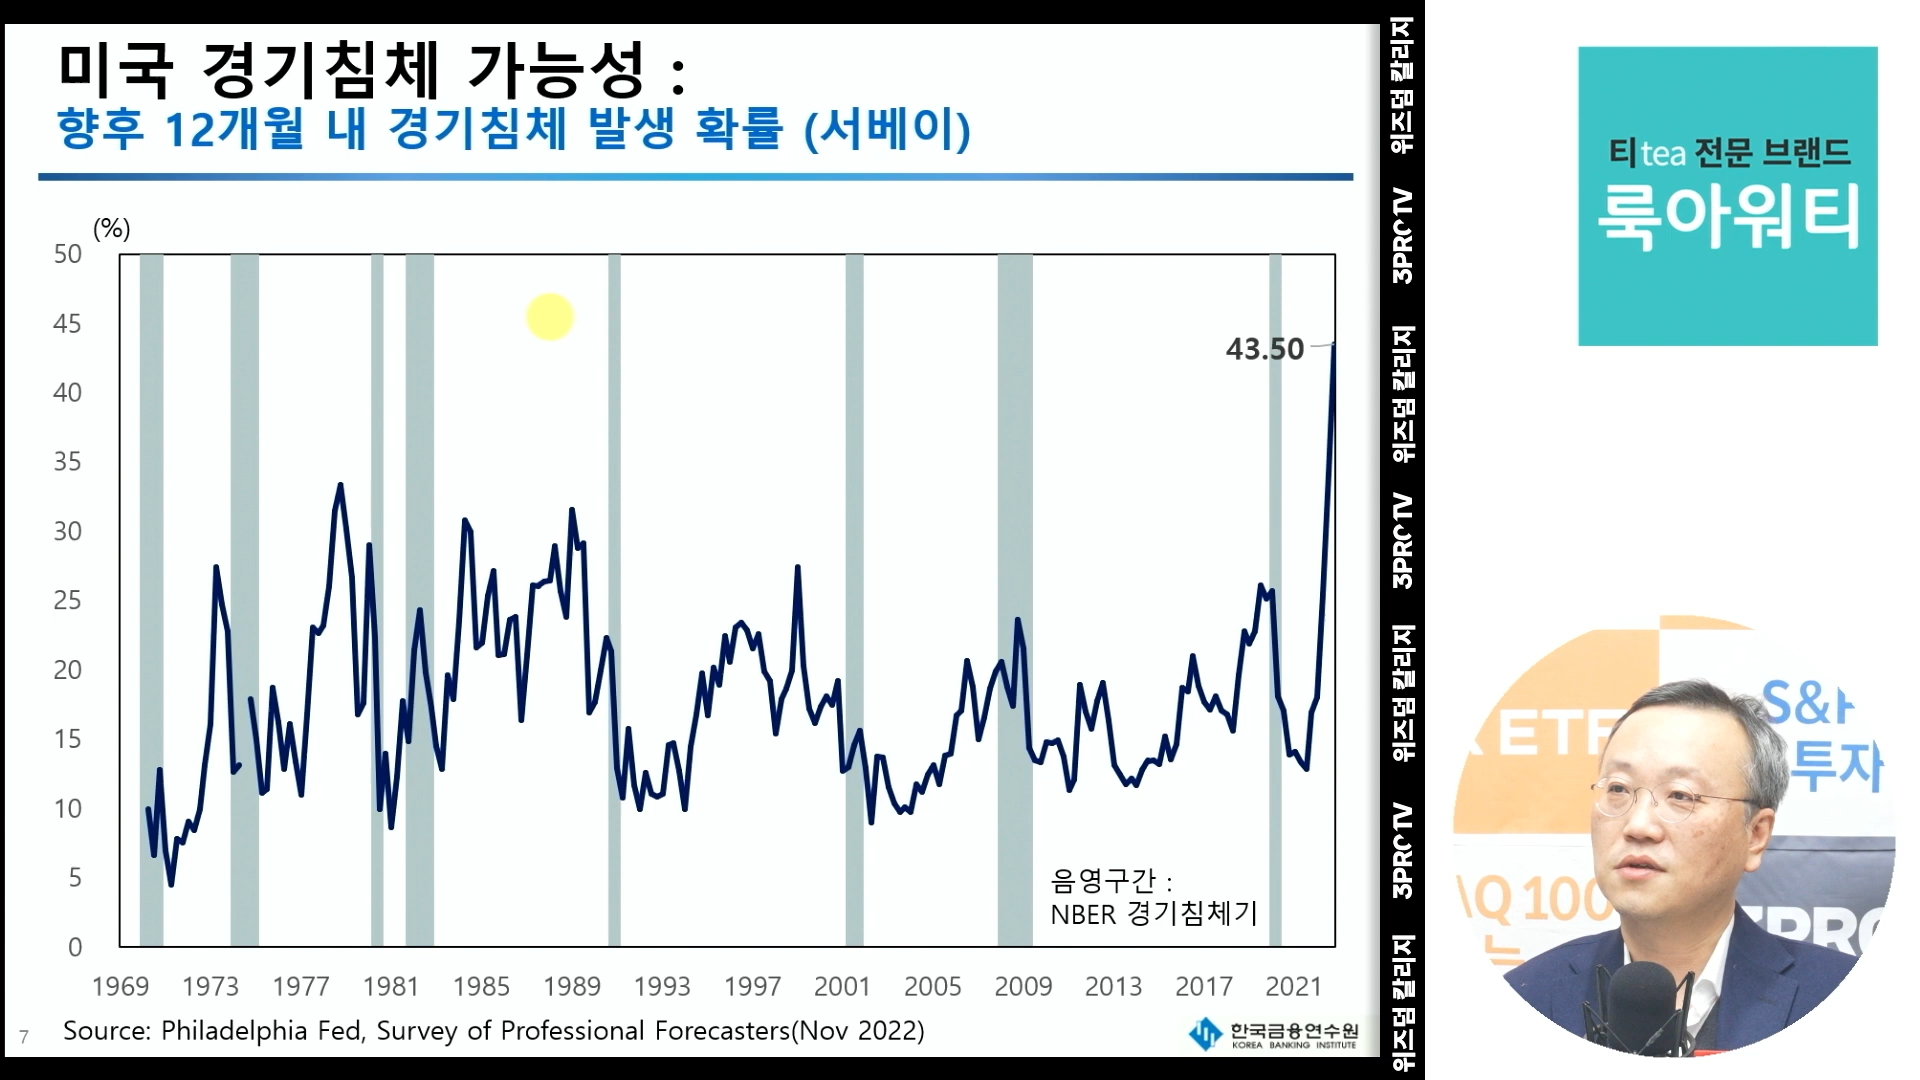 미국 경기침체 가능성 :
향후 12개월 내 경기침체 발생 확률 (서베이)
(%)
50
45
40
35
30
25
20
15
10
5
0
43.50
음영구간 :
NBER 경기침체기
1969 1973 1977 1981 1985 1989 1993 1997 2001 2005 2009 2013 2017 2021
7
Source: Philadelphia Fed, Survey of Professional Forecasters(Nov 2022)
한국금융연수원
KOREA BANKING INSTITUTE
위즈덤 칼리지
3PROTV
위즈덤 칼리지
3PROTV
위즈덤 칼리지
3PROTV
위즈덤 칼리지
티 tea 전문 브랜드
룩아워티
ETF
S&P
투자
Q 100
는
PRO